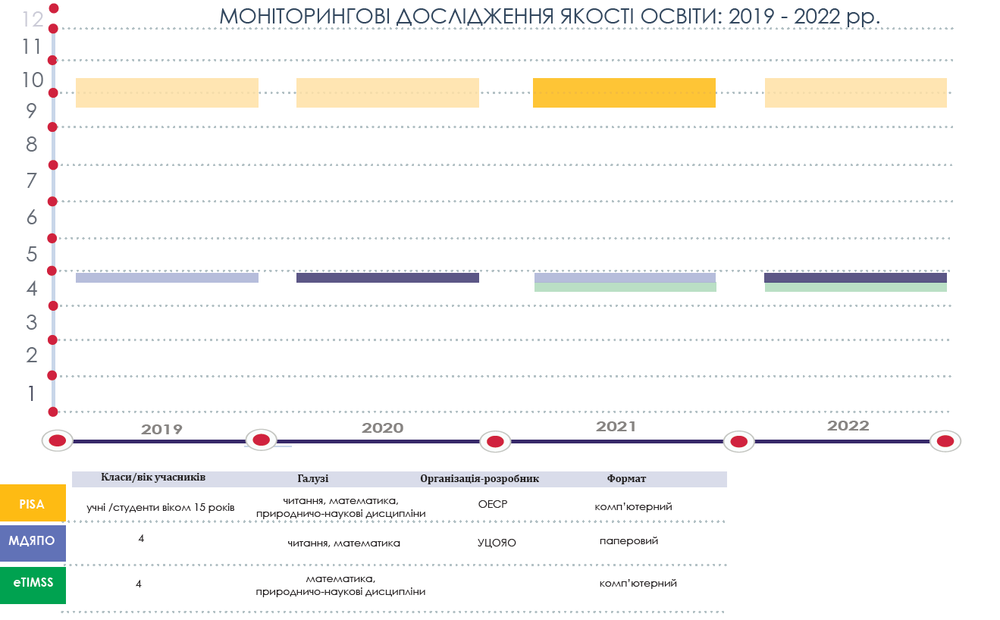 МОНІТОРИНГОВІ ДОСЛІДЖЕННЯ ЯКОСТІ ОСВІТИ: 2019 - 2022 рр.
12
11
10
9
8
7
6
5
4
3
2
1
2019 2020 2021 2022
Класи/вік учасників Галузі Організація-розробник Формат
PISA учні /студенти віком 15 років читання, математика, ОЕСР комп’ютерний
природничо-наукові дисципліни
МДЯПО 4 читання, математика УЦОЯО паперовий
eTIMSS 4 математика, комп’ютерний
природничо-наукові дисципліни